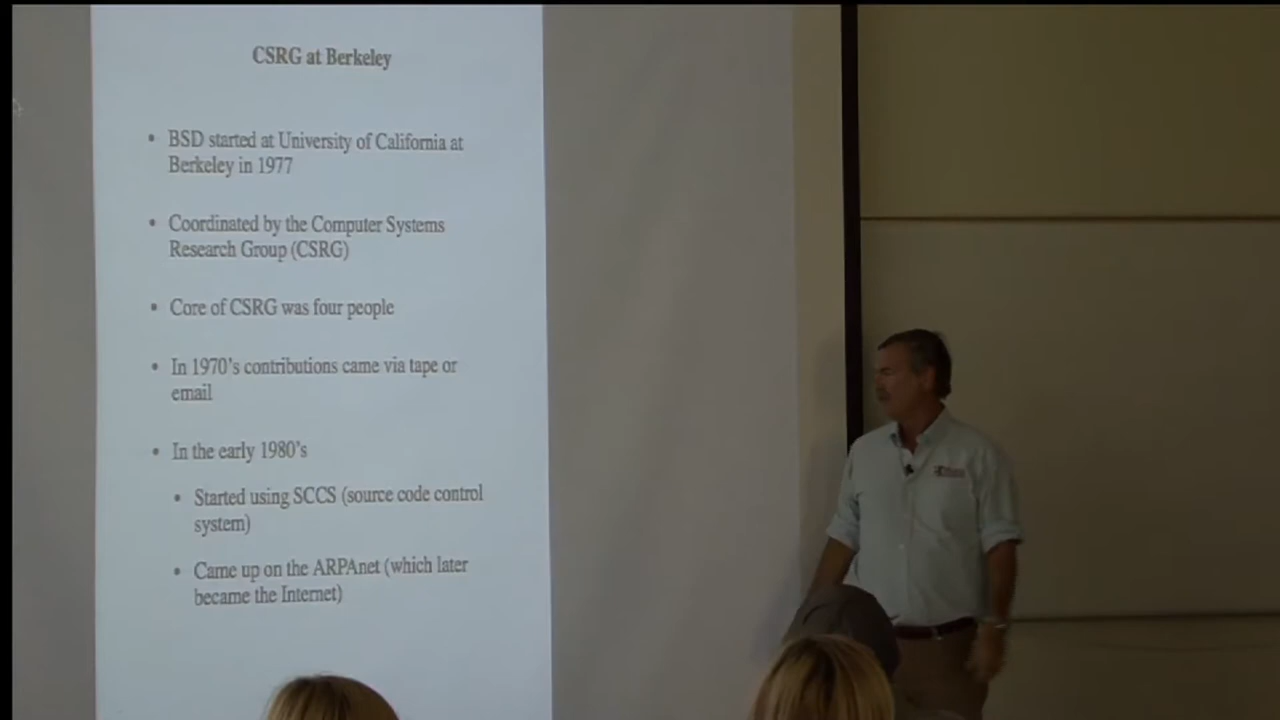 CSRG at Berkeley
• BSD started at University of California at
Berkeley in 1977
• Coordinated by the Computer Systems
Research Group (CSRG)
• Core of CSRG was four people
• In 1970's contributions came via tape or
email
• In the early 1980's
• Started using SCCS (source code control
system)
• Came up on the ARPAnet (which later
became the Internet)